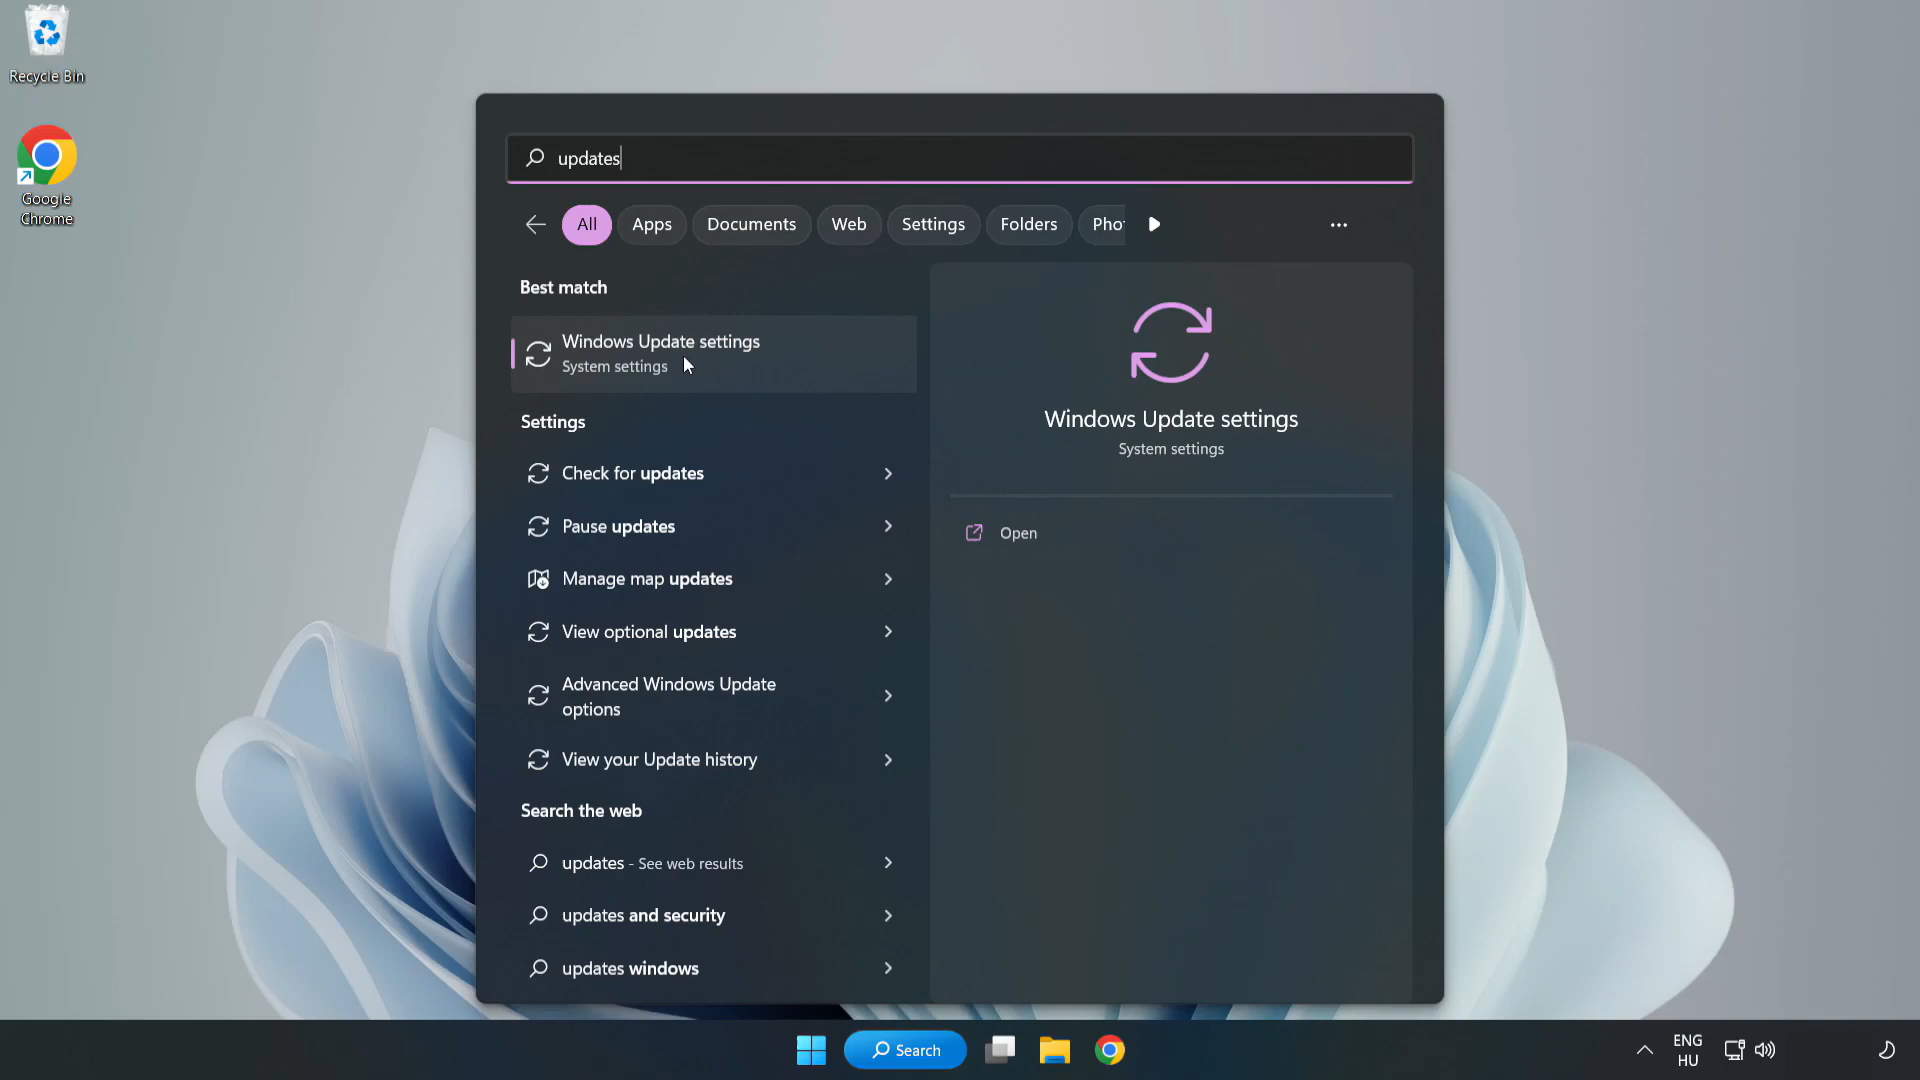 Recycle Bin
Google
Chrome
updates
All
Apps
Documents
Web
Settings
Folders
Pho
Best match
Windows Update settings
System settings
Settings
Check for updates
Pause updates
Manage map updates
View optional updates
Advanced Windows Update
options
View your Update history
Search the web
updates - See web results
updates and security
updates windows
Windows Update settings
System settings
Open
Search
ENG
HU